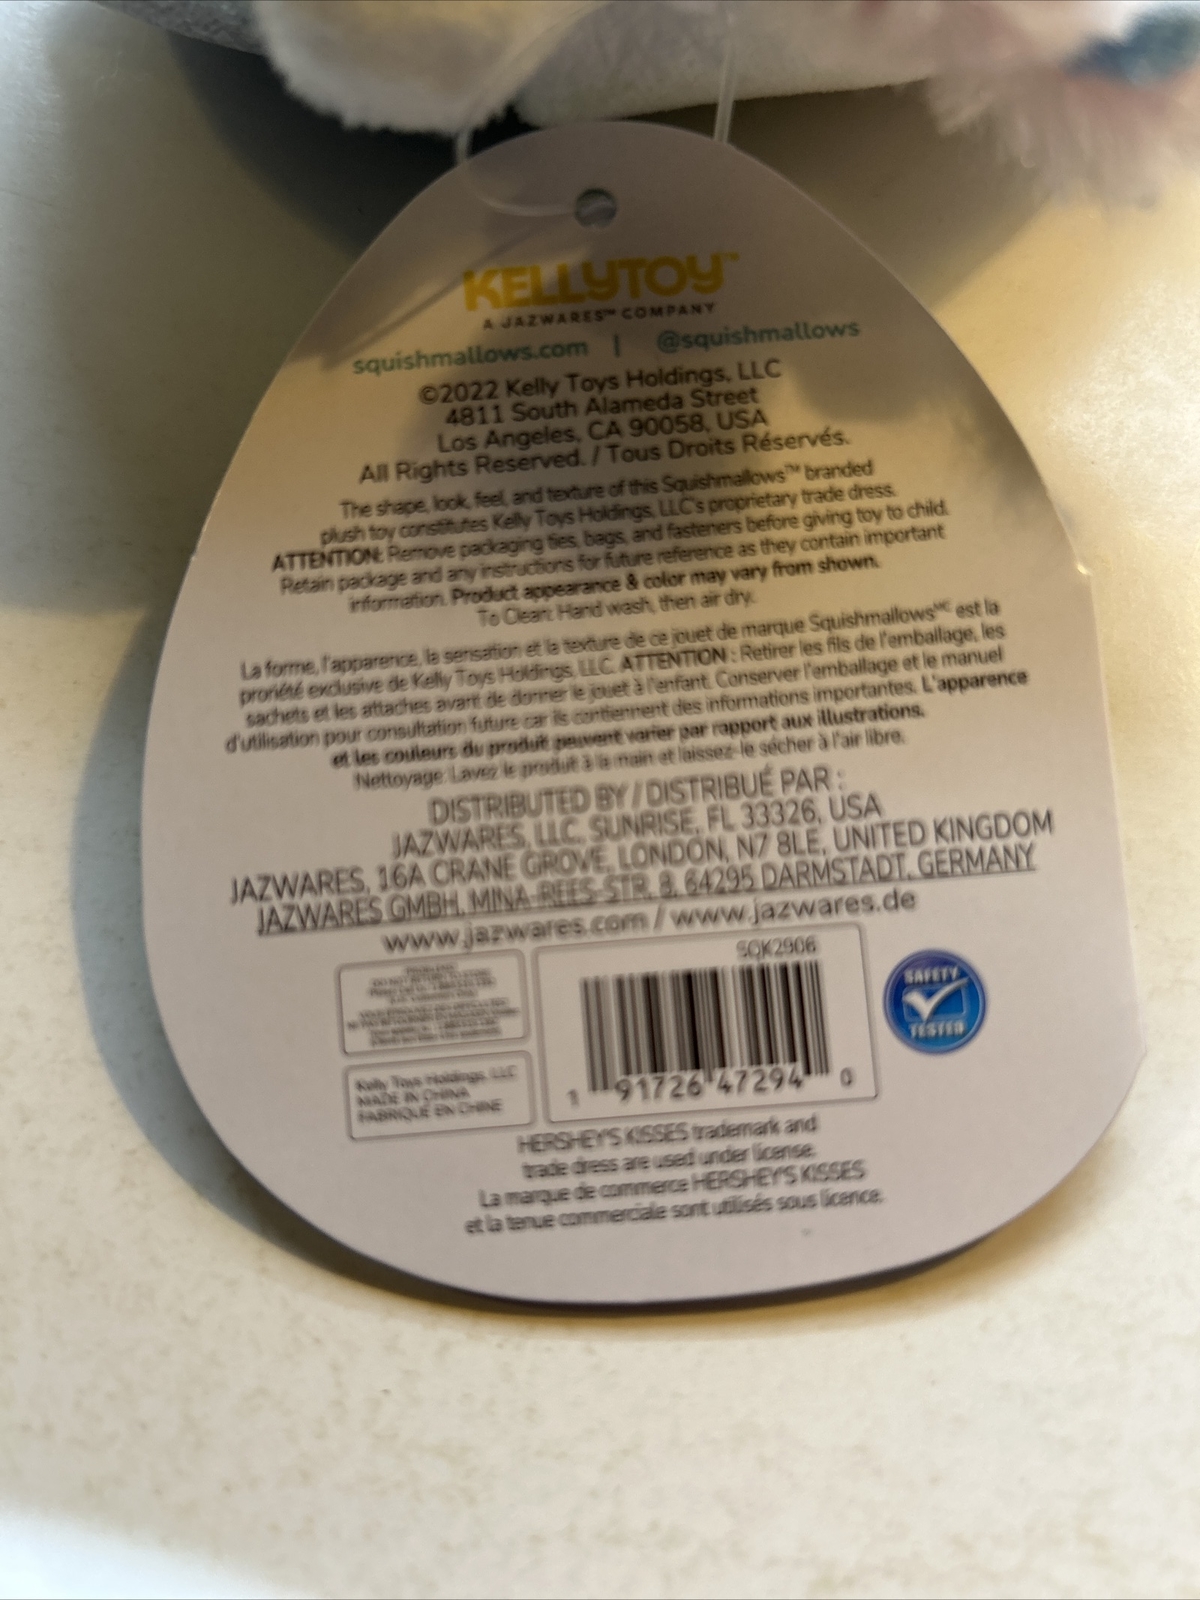 KELLYTOY™
A JAZWARES™ COMPANY
squishmallows.com | @squishmallows
©2022 Kelly Toys Holdings, LLC
4811 South Alameda Street
Los Angeles, CA 90058, USA
All Rights Reserved. / Tous Droits Réservés.
The shape, look, feel, and texture of this Squishmallows™ branded
plush toy constitutes Kelly Toys Holdings, LLC's proprietary trade dress.
ATTENTION: Remove packaging ties, bags, and fasteners before giving toy to child.
Retain package and any instructions for future reference as they contain important
information. Product appearance & color may vary from shown.
To Clean: Hand wash, then air dry.
La forme, l'apparence, la sensation et la texture de ce jouet de marque Squishmallowsᴹᶜ est la
proriété exclusive de Kelly Toys Holdings, LLC. ATTENTION : Retirer les fils de l'emballage, les
sachets et les attaches avant de donner le jouet à l'enfant. Conserver l'emballage et le manuel
d'utilisation pour consultation future car ils contiennent des informations importantes. L'apparence
et les couleurs du produit peuvent varier par rapport aux illustrations.
Nettoyage: Lavez le produit à la main et laissez-le sécher à l'air libre.
DISTRIBUTED BY / DISTRIBUÉ PAR :
JAZWARES, LLC. SUNRISE, FL 33326, USA
JAZWARES, 16A CRANE GROVE, LONDON, N7 8LE, UNITED KINGDOM
JAZWARES GMBH, MINA-REES-STR. 8, 64295 DARMSTADT, GERMANY
www.jazwares.com / www.jazwares.de
SQK2906
SAFETY
TESTED
1 91726 47294 0
Kelly Toys Holdings, LLC
MADE IN CHINA
FABRIQUÉ EN CHINE
HERSHEY'S KISSES trademark and
trade dress are used under license.
La marque de commerce HERSHEY'S KISSES
et la tenue commerciale sont utilisés sous licence.